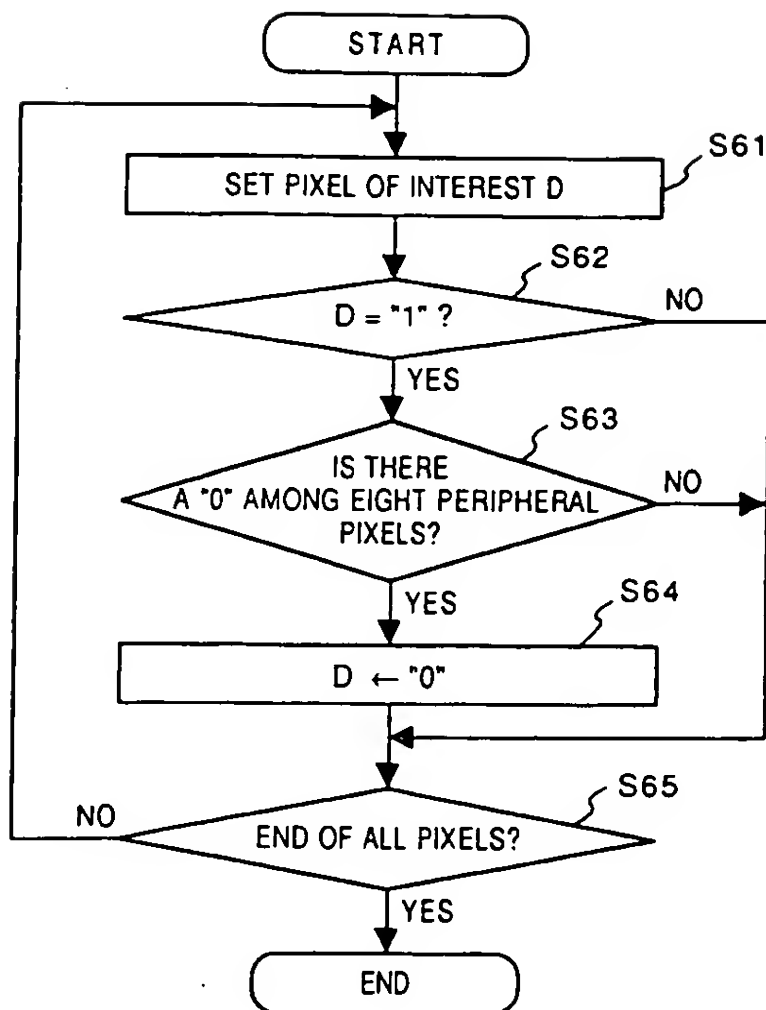 START
S61
SET PIXEL OF INTEREST D
S62
D = "1" ?
NO
YES
S63
IS THERE
A "0" AMONG EIGHT PERIPHERAL
PIXELS?
NO
YES
S64
D ← "0"
S65
NO
END OF ALL PIXELS?
YES
END